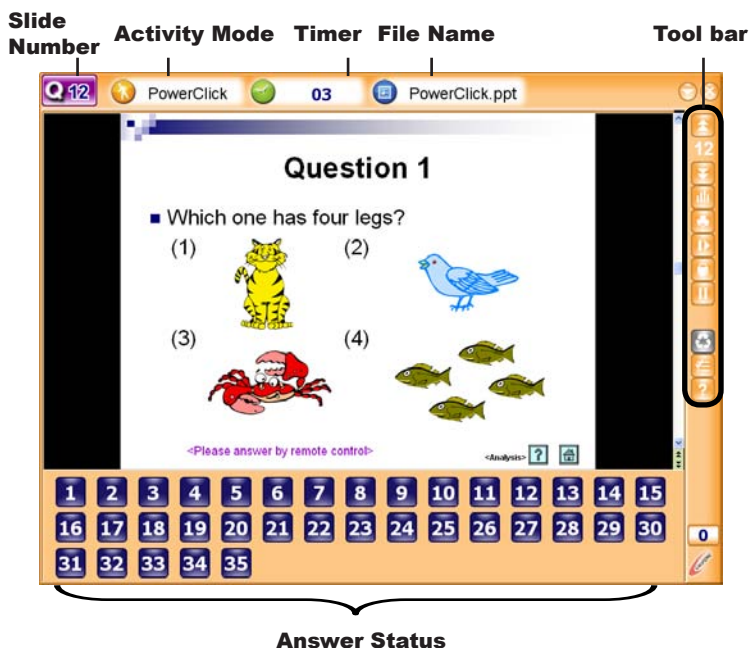 Slide
Number
Activity Mode
Timer
File Name
Tool bar
Q 12
PowerClick
03
PowerClick.ppt
12
Question 1
Which one has four legs?
(1)
(2)
(3)
(4)
<Please answer by remote control>
<Analysis> ?
?
1 2 3 4 5 6 7 8 9 10 11 12 13 14 15
16 17 18 19 20 21 22 23 24 25 26 27 28 29 30
31 32 33 34 35
0
Answer Status